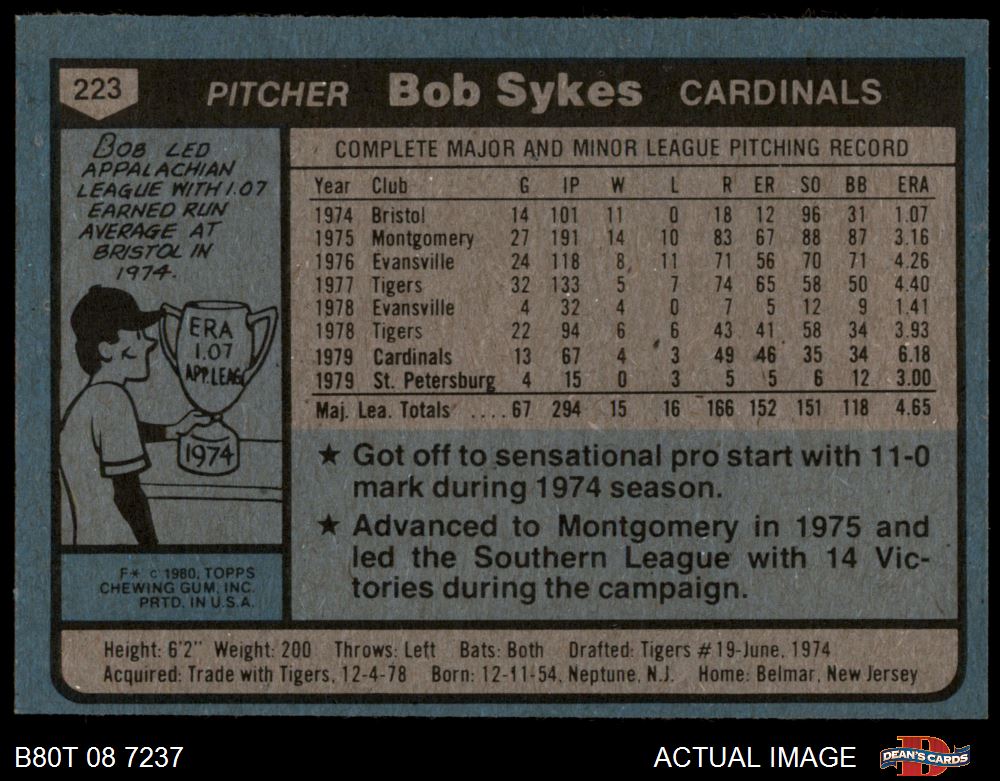 223 PITCHER Bob Sykes CARDINALS
BOB LED
APPALACHIAN
LEAGUE WITH 1.07
EARNED RUN
AVERAGE AT
BRISTOL IN
1974.
ERA
1.07
APP. LEAG
1974
F* © 1980, TOPPS
CHEWING GUM, INC.
PRTD. IN U.S.A.
COMPLETE MAJOR AND MINOR LEAGUE PITCHING RECORD
Year Club G IP W L R ER SO BB ERA
1974 Bristol 14 101 11 0 18 12 96 31 1.07
1975 Montgomery 27 191 14 10 83 67 88 87 3.16
1976 Evansville 24 118 8 11 71 56 70 71 4.26
1977 Tigers 32 133 5 7 74 65 58 50 4.40
1978 Evansville 4 32 4 0 7 5 12 9 1.41
1978 Tigers 22 94 6 6 43 41 58 34 3.93
1979 Cardinals 13 67 4 3 49 46 35 34 6.18
1979 St. Petersburg 4 15 0 3 5 5 6 12 3.00
Maj. Lea. Totals .... 67 294 15 16 166 152 151 118 4.65
★ Got off to sensational pro start with 11-0
mark during 1974 season.
★ Advanced to Montgomery in 1975 and
led the Southern League with 14 Vic-
tories during the campaign.
Height: 6'2" Weight: 200 Throws: Left Bats: Both Drafted: Tigers #19-June, 1974
Acquired: Trade with Tigers, 12-4-78 Born: 12-11-54, Neptune, N.J. Home: Belmar, New Jersey
B80T 08 7237 ACTUAL IMAGE DEAN'S CARDS